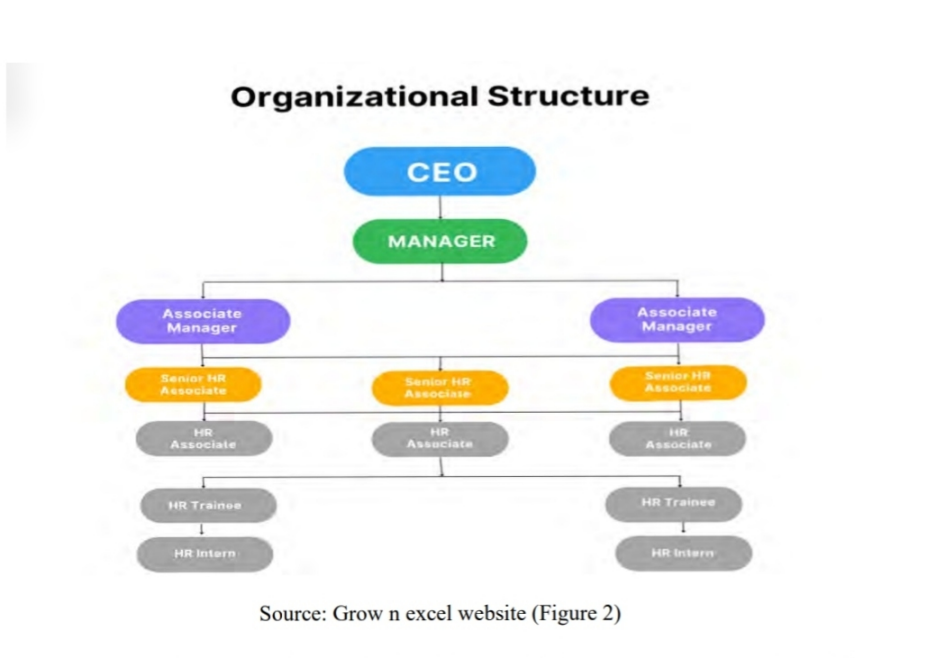 Organizational Structure
CEO
MANAGER
Associate
Manager
Associate
Manager
Senior HR
Associate
Senior HR
Associate
Senior HR
Associate
HR
Associate
HR
Associate
HR
Associate
HR Trainee
HR Trainee
HR Intern
HR Intern
Source: Grow n excel website (Figure 2)